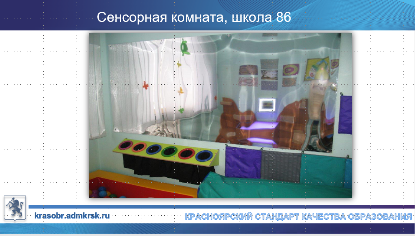 Сенсорная комната, школа 86
krasobr.admkrsk.ru
КРАСНОЯРСКИЙ СТАНДАРТ КАЧЕСТВА ОБРАЗОВАНИЯ